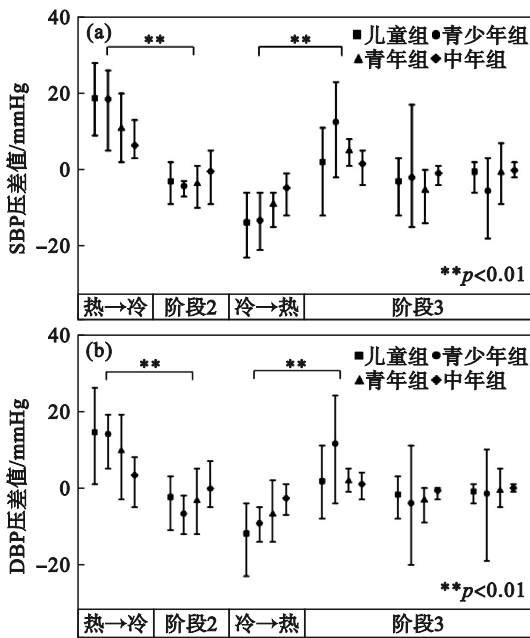 (a)
**
**
■儿童组 ●青少年组
▲青年组 ◆中年组
SBP压差值/mmHg
40
20
0
−20
**p<0.01
热→冷 阶段2 冷→热 阶段3
(b)
**
**
■儿童组 ●青少年组
▲青年组 ◆中年组
DBP压差值/mmHg
40
20
0
−20
**p<0.01
热→冷 阶段2 冷→热 阶段3